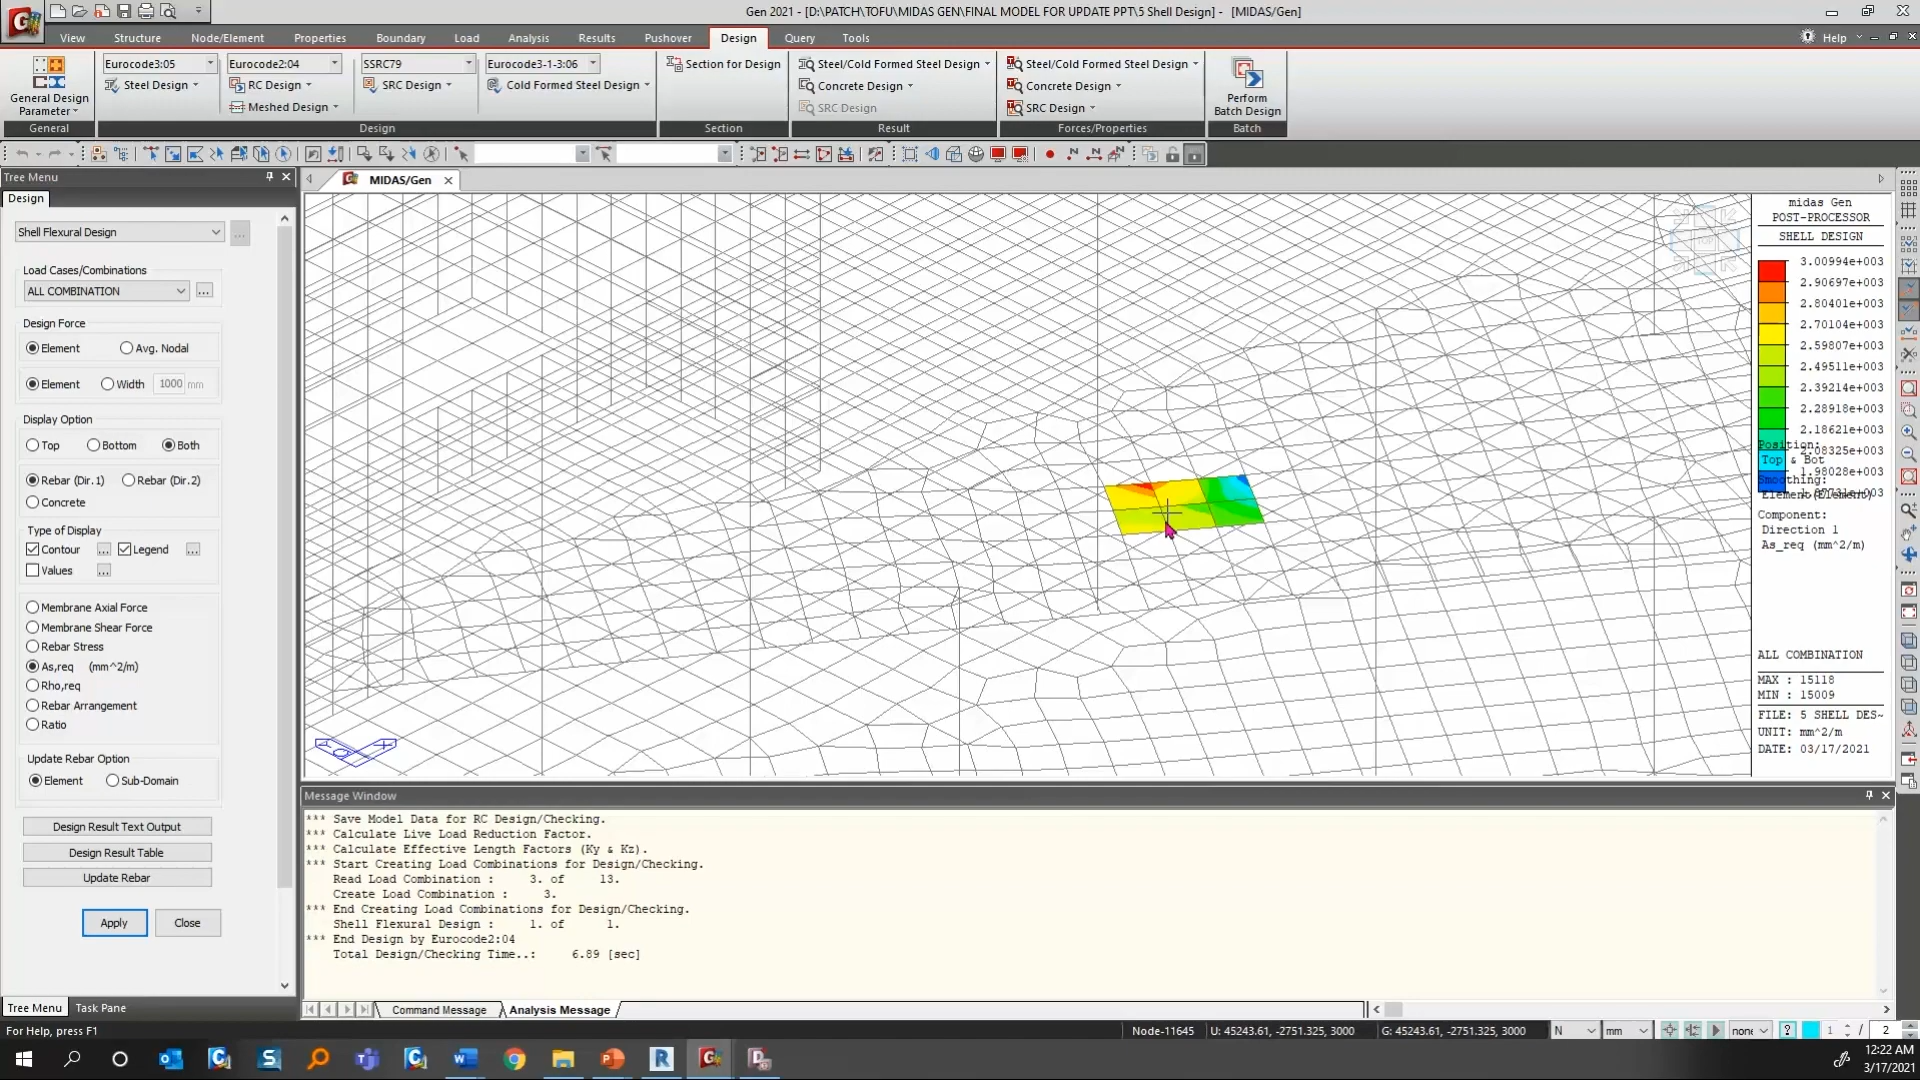 Gen 2021 - [D:\PATCH\TOFU\MIDAS GEN\FINAL MODEL FOR UPDATE PPT\5 Shell Design] - [MIDAS/Gen]
View Structure Node/Element Properties Boundary Load Analysis Results Pushover Design Query Tools Help
Eurocode3:05 Eurocode2:04 SSRC79 Eurocode3-1-3:06 Section for Design Steel/Cold Formed Steel Design Steel/Cold Formed Steel Design
Steel Design RC Design SRC Design Cold Formed Steel Design Concrete Design Concrete Design
General Design Parameter Meshed Design SRC Design SRC Design Perform Batch Design
General Design Section Result Forces/Properties Batch
Tree Menu
MIDAS/Gen
Design
Shell Flexural Design
...
Load Cases/Combinations
ALL COMBINATION ...
Design Force
Element Avg. Nodal
Element Width 1000 mm
Display Option
Top Bottom Both
Rebar (Dir.1) Rebar (Dir.2)
Concrete
Type of Display
Contour ... Legend ...
Values ...
Membrane Axial Force
Membrane Shear Force
Rebar Stress
As,req (mm^2/m)
Rho,req
Rebar Arrangement
Ratio
Update Rebar Option
Element Sub-Domain
Design Result Text Output
Design Result Table
Update Rebar
Apply Close
Tree Menu Task Pane
TOP
midas Gen
POST-PROCESSOR
SHELL DESIGN
3.00994e+003
2.90697e+003
2.80401e+003
2.70104e+003
2.59807e+003
2.49511e+003
2.39214e+003
2.28918e+003
2.18621e+003
Position:
2.08325e+003
Top & Bot
1.98028e+003
Smoothing:
Element(Element)
Component:
Direction 1
As_req (mm^2/m)
ALL COMBINATION
MAX : 15118
MIN : 15009
FILE: 5 SHELL DES~
UNIT: mm^2/m
DATE: 03/17/2021
Message Window
*** Save Model Data for RC Design/Checking.
*** Calculate Live Load Reduction Factor.
*** Calculate Effective Length Factors (Ky & Kz).
*** Start Creating Load Combinations for Design/Checking.
Read Load Combination : 3. of 13.
Create Load Combination : 3.
*** End Creating Load Combinations for Design/Checking.
Shell Flexural Design : 1. of 1.
*** End Design by Eurocode2:04
Total Design/Checking Time..: 6.89 [sec]
Command Message Analysis Message
For Help, press F1
Node-11645 U: 45243.61, -2751.325, 3000 G: 45243.61, -2751.325, 3000 N mm none ? 1 / 2
12:22 AM
3/17/2021